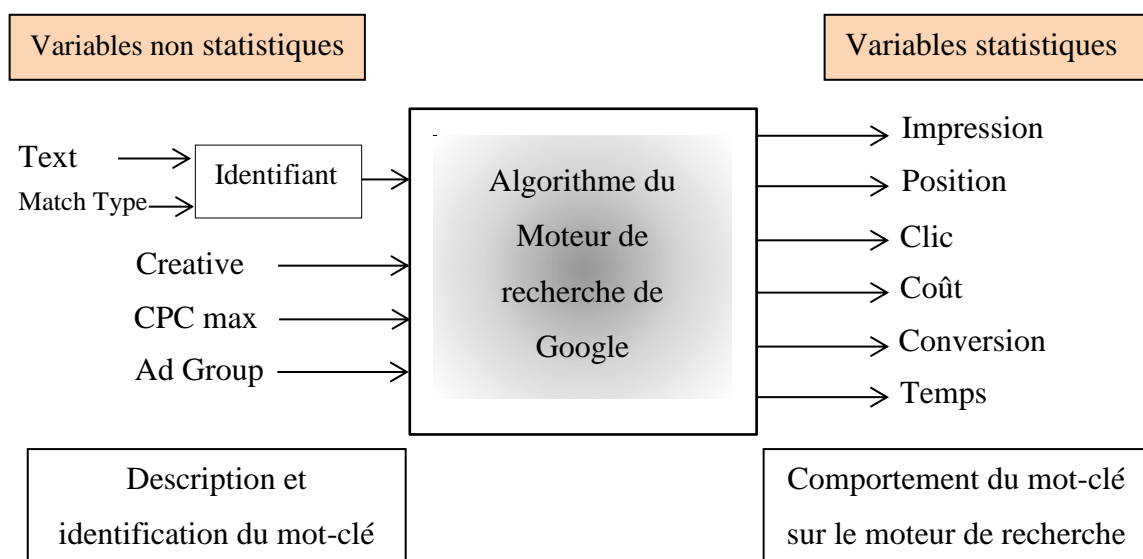 Variables non statistiques
Variables statistiques
Text
Match Type
Identifiant
Creative
CPC max
Ad Group
Algorithme du
Moteur de
recherche de
Google
Impression
Position
Clic
Coût
Conversion
Temps
Description et
identification du mot-clé
Comportement du mot-clé
sur le moteur de recherche